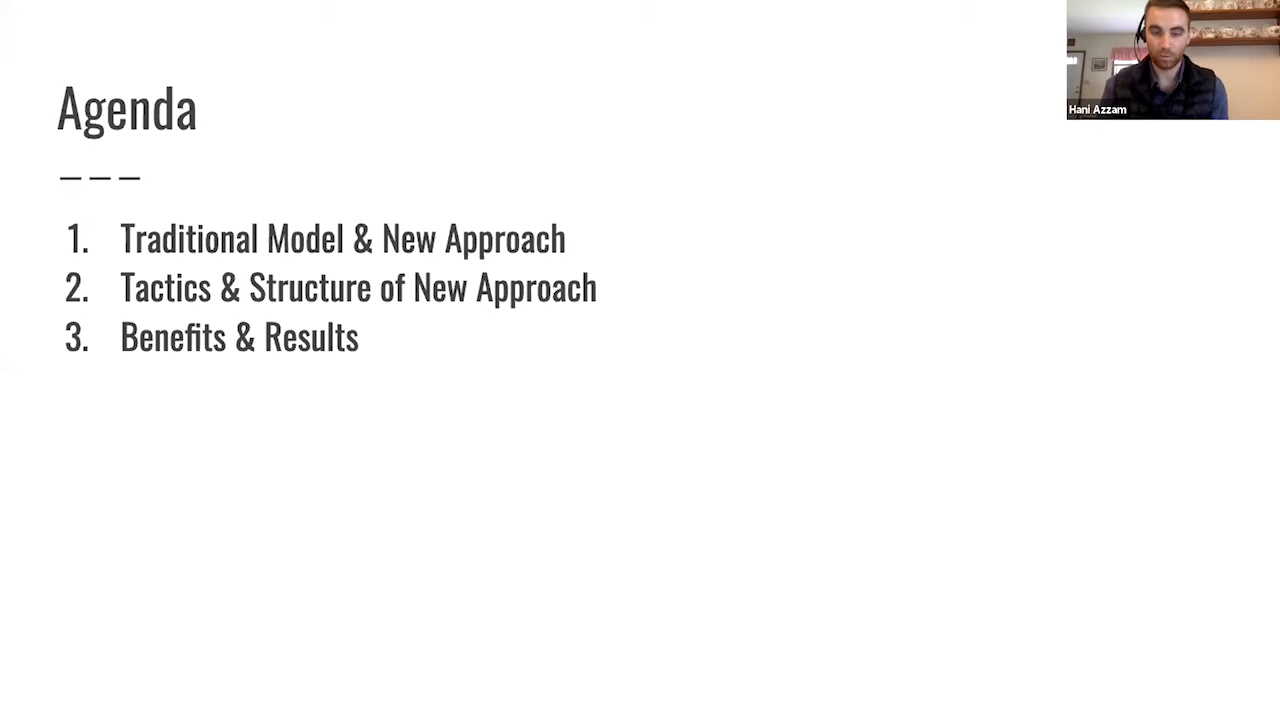 Agenda
1. Traditional Model & New Approach
2. Tactics & Structure of New Approach
3. Benefits & Results
Hani Azzam